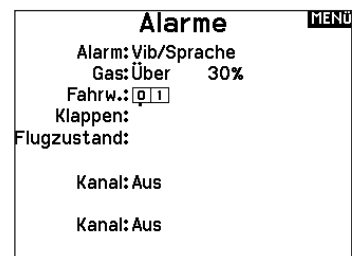 Alarme MENÜ
Alarm: Vib/Sprache
Gas: Über 30%
Fahrw.: 0 1
Klappen:
Flugzustand:
Kanal: Aus
Kanal: Aus